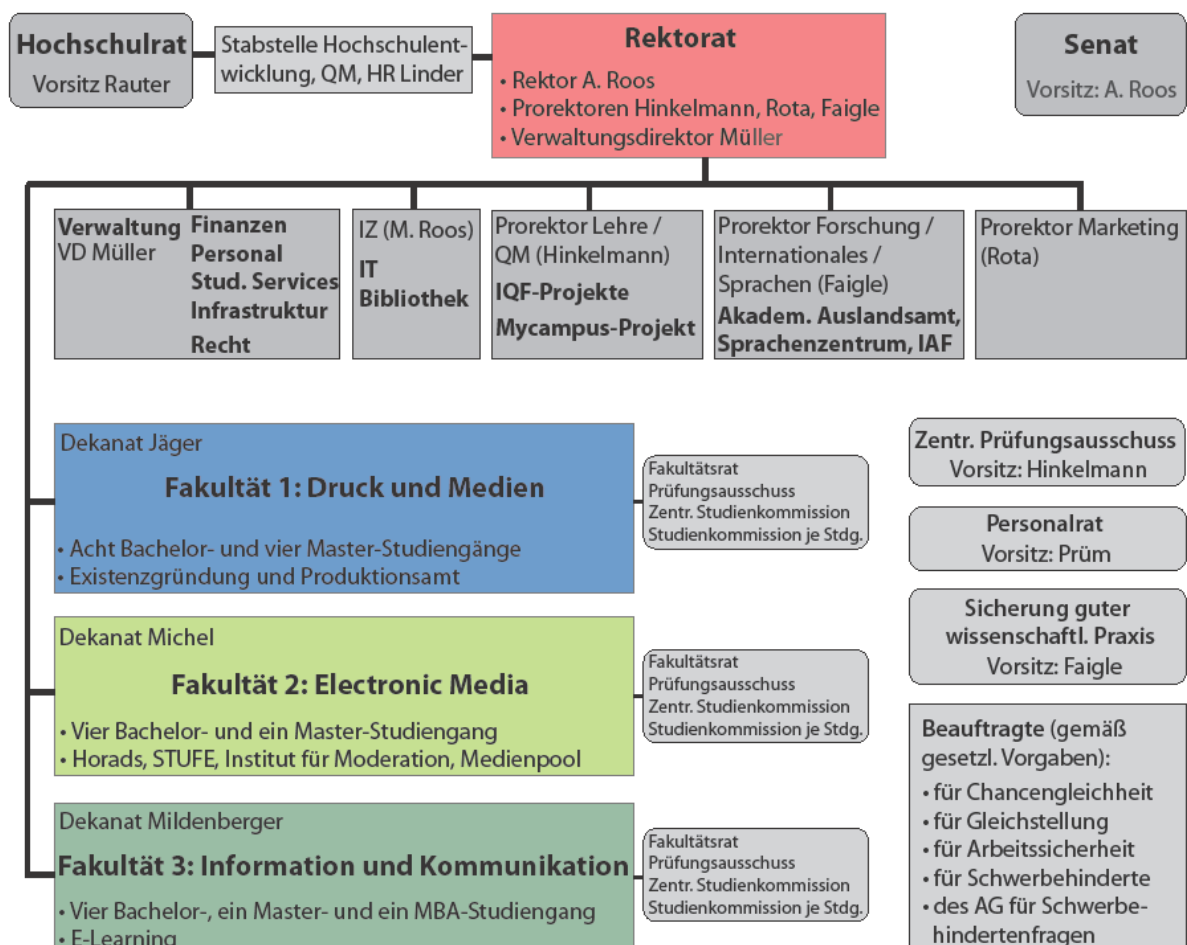 Hochschulrat
Vorsitz Rauter
Stabstelle Hochschulent-
wicklung, QM, HR Linder
Rektorat
• Rektor A. Roos
• Prorektoren Hinkelmann, Rota, Faigle
• Verwaltungsdirektor Müller
Senat
Vorsitz: A. Roos
Verwaltung
VD Müller
Finanzen
Personal
Stud. Services
Infrastruktur
Recht
IZ (M. Roos)
IT
Bibliothek
Prorektor Lehre /
QM (Hinkelmann)
IQF-Projekte
Mycampus-Projekt
Prorektor Forschung /
Internationales /
Sprachen (Faigle)
Akadem. Auslandsamt,
Sprachenzentrum, IAF
Prorektor Marketing
(Rota)
Dekanat Jäger
Fakultät 1: Druck und Medien
• Acht Bachelor- und vier Master-Studiengänge
• Existenzgründung und Produktionsamt
Fakultätsrat
Prüfungsausschuss
Zentr. Studienkommission
Studienkommission je Stdg.
Dekanat Michel
Fakultät 2: Electronic Media
• Vier Bachelor- und ein Master-Studiengang
• Horads, STUFE, Institut für Moderation, Medienpool
Fakultätsrat
Prüfungsausschuss
Zentr. Studienkommission
Studienkommission je Stdg.
Dekanat Mildenberger
Fakultät 3: Information und Kommunikation
• Vier Bachelor-, ein Master- und ein MBA-Studiengang
• E-Learning
Fakultätsrat
Prüfungsausschuss
Zentr. Studienkommission
Studienkommission je Stdg.
Zentr. Prüfungsausschuss
Vorsitz: Hinkelmann
Personalrat
Vorsitz: Prüm
Sicherung guter
wissenschaftl. Praxis
Vorsitz: Faigle
Beauftragte (gemäß
gesetzl. Vorgaben):
• für Chancengleichheit
• für Gleichstellung
• für Arbeitssicherheit
• für Schwerbehinderte
• des AG für Schwerbe-
hindertenfragen